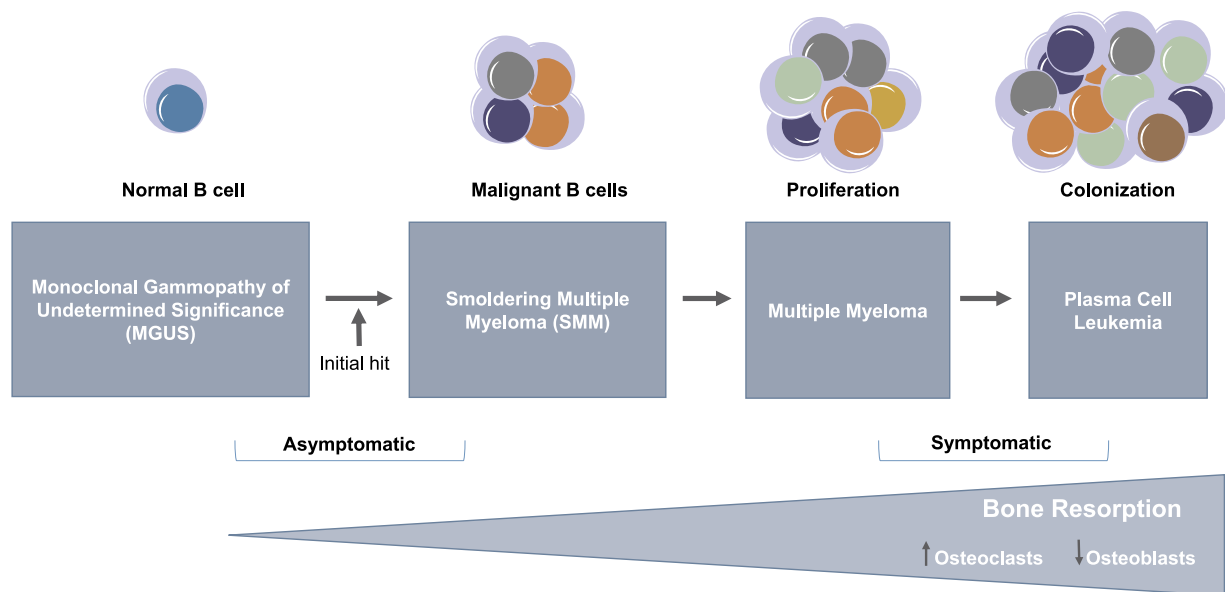 Normal B cell
Malignant B cells
Proliferation
Colonization
Monoclonal Gammopathy of
Undetermined Significance
(MGUS)
Initial hit
Smoldering Multiple
Myeloma (SMM)
Multiple Myeloma
Plasma Cell
Leukemia
Asymptomatic
Symptomatic
Bone Resorption
Osteoclasts
Osteoblasts